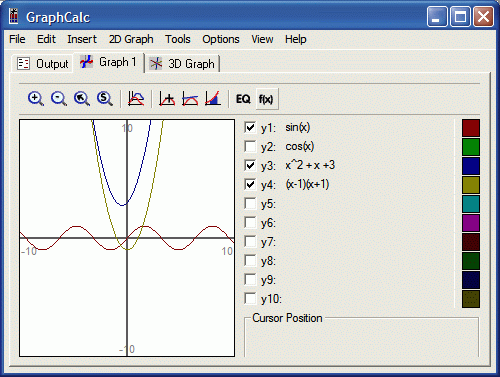 GraphCalc
File Edit Insert 2D Graph Tools Options View Help
Output Graph 1 3D Graph
S EQ f(x)
10
-10 10
-10
y1: sin(x)
y2: cos(x)
y3: x^2 + x +3
y4: (x-1)(x+1)
y5:
y6:
y7:
y8:
y9:
y10:
Cursor Position